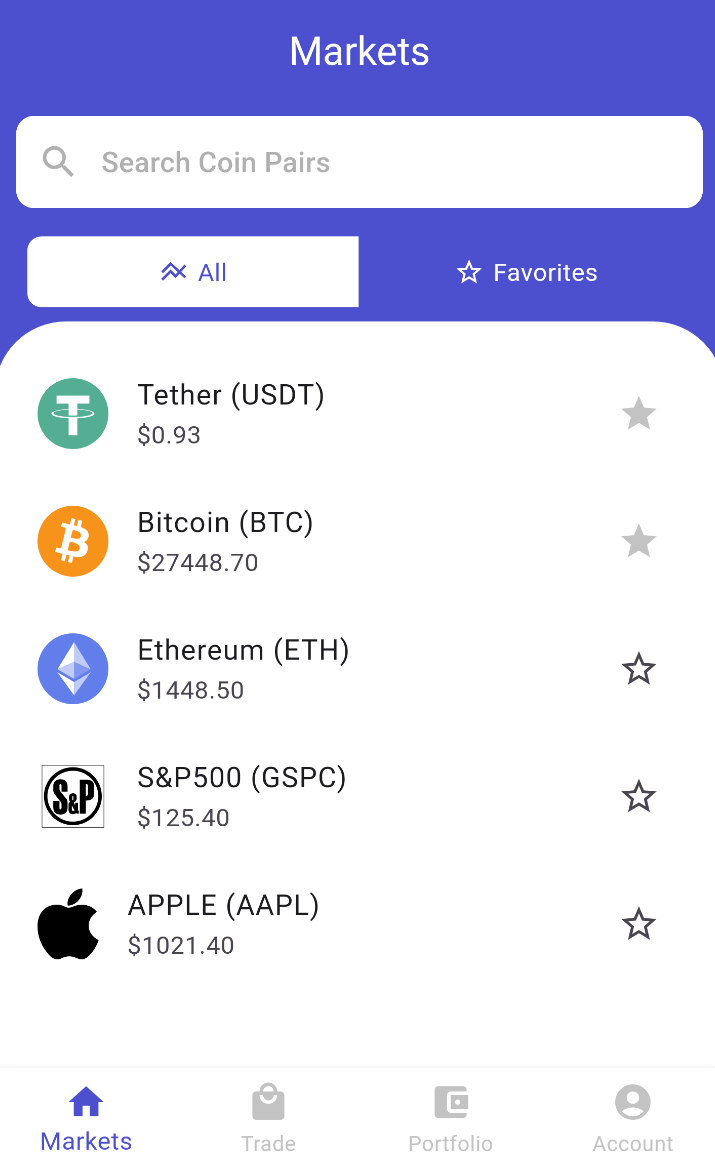 Markets
Search Coin Pairs
All
Favorites
Tether (USDT)
$0.93
Bitcoin (BTC)
$27448.70
Ethereum (ETH)
$1448.50
S&P
S&P500 (GSPC)
$125.40
APPLE (AAPL)
$1021.40
Markets
Trade
Portfolio
Account